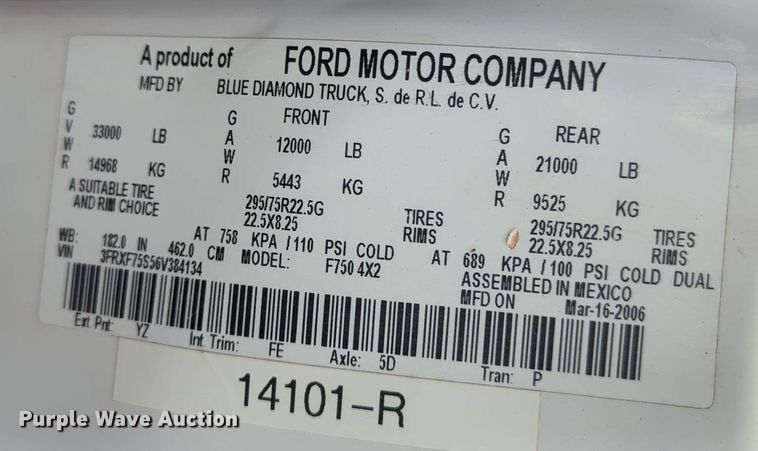 A product of FORD MOTOR COMPANY
MFD BY BLUE DIAMOND TRUCK, S. de R.L. de C.V.
GVWR 33000 LB
14968 KG
FRONT GAWR 12000 LB
5443 KG
REAR GAWR 21000 LB
9525 KG
A SUITABLE TIRE
AND RIM CHOICE
295/75R22.5G TIRES
22.5X8.25 RIMS
295/75R22.5G TIRES
22.5X8.25 RIMS
AT 758 KPA / 110 PSI COLD
AT 689 KPA / 100 PSI COLD DUAL
WB: 182.0 IN 462.0 CM
VIN 3FRXF75S56V384134 MODEL: F750 4X2
ASSEMBLED IN MEXICO
MFD ON Mar-16-2006
Ext Pnt: YZ Int Trim: FE Axle: 5D Tran: P
14101-R
Purple Wave Auction